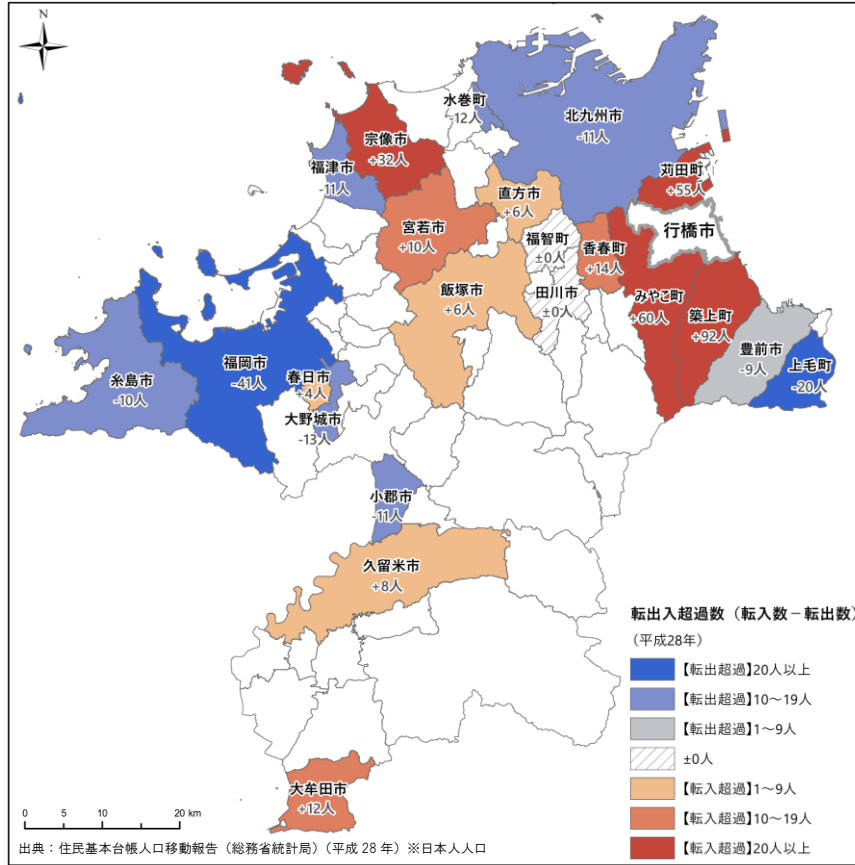 N
水巻町
-12人
北九州市
-11人
宗像市
+32人
福津市
-11人
苅田町
+55人
直方市
+6人
宮若市
+10人
行橋市
福智町
±0人
香春町
+14人
飯塚市
+6人
田川市
±0人
みやこ町
+60人
築上町
+92人
豊前市
-9人
上毛町
-20人
福岡市
-41人
糸島市
-10人
春日市
+4人
大野城市
-13人
小郡市
-11人
久留米市
+8人
大牟田市
+12人
転出入超過数（転入数－転出数）
（平成28年）
【転出超過】20人以上
【転出超過】10～19人
【転出超過】1～9人
±0人
【転入超過】1～9人
【転入超過】10～19人
【転入超過】20人以上
0 5 10 20 km
出典：住民基本台帳人口移動報告（総務省統計局）（平成 28 年）※日本人人口